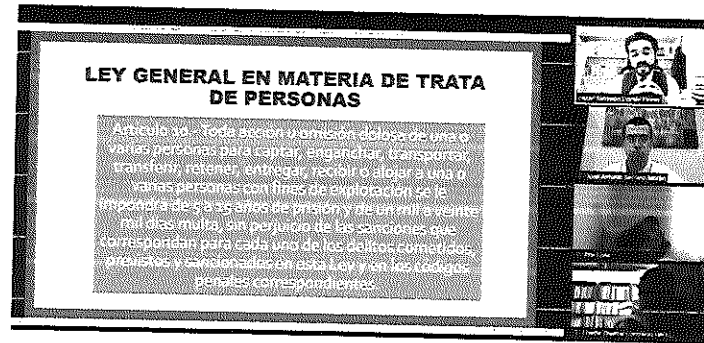 LEY GENERAL EN MATERIA DE TRATA
DE PERSONAS
Artículo 10.- Toda acción u omisión dolosa de una o
varias personas para captar, enganchar, transportar,
transferir, retener, entregar, recibir o alojar a una o
varias personas con fines de explotación se le
impondrá de 5 a 15 años de prisión y de un mil a veinte
mil días multa, sin perjuicio de las sanciones que
correspondan para cada uno de los delitos cometidos,
previstos y sancionados en esta Ley y en los códigos
penales correspondientes